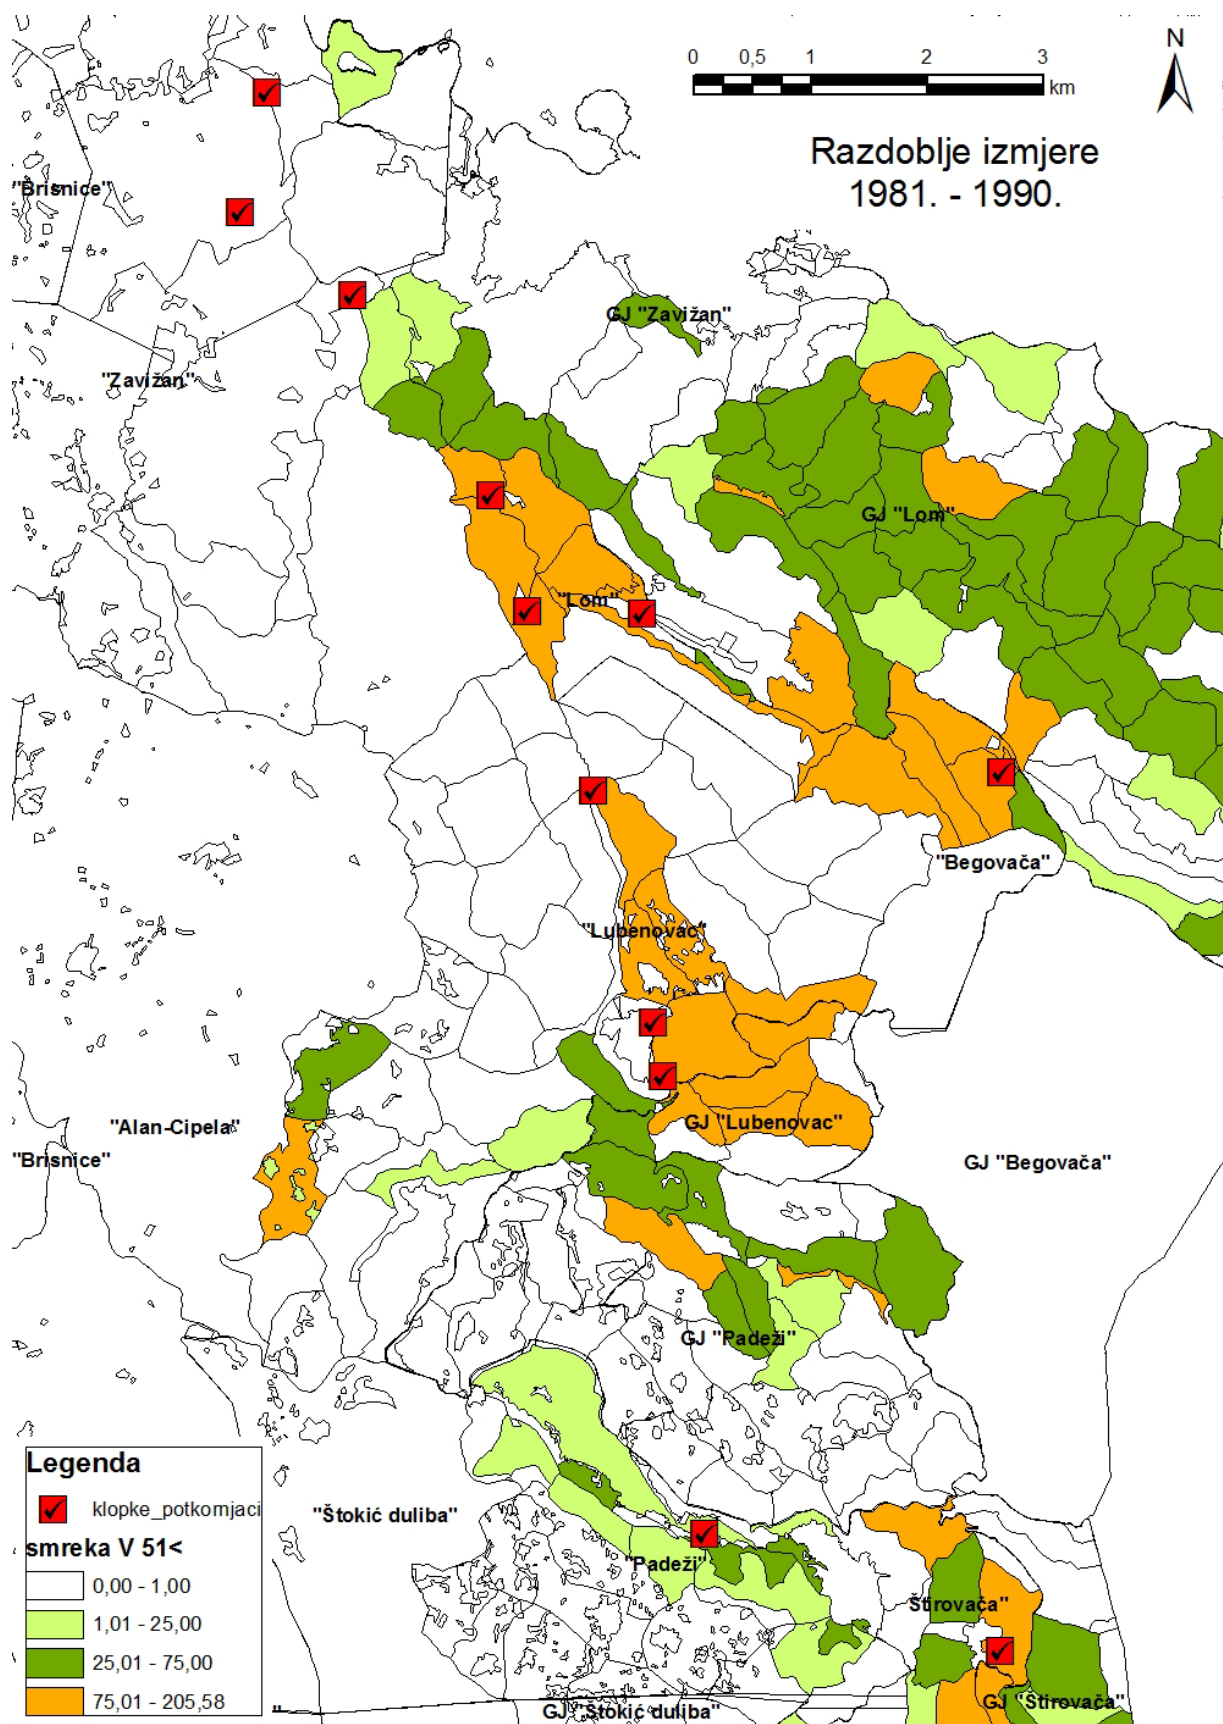 N
0 0,5 1 2 3
km
Razdoblje izmjere
1981. - 1990.
"Brisnice"
GJ "Zavižan"
"Zavižan"
GJ "Lom"
"Lom"
"Begovača"
"Lubenovac"
"Alan-Cipela"
GJ "Lubenovac"
"Brisnice"
GJ "Begovača"
GJ "Padeži"
Legenda
klopke_potkornjaci
"Štokić duliba"
smreka V 51<
"Padeži"
0,00 - 1,00
Štirovača"
1,01 - 25,00
25,01 - 75,00
75,01 - 205,58
GJ "Štirovača"
GJ "Štokić duliba"